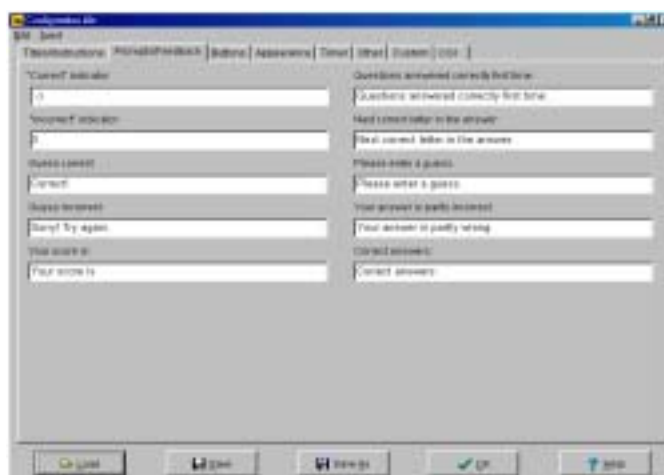 Configuration file
Edit Insert
Titles/Instructions Prompts/Feedback Buttons Appearance Timer Other Custom CGI
"Correct" indicator
:-)
"Incorrect" indicator
X
Guess correct
Correct!
Guess incorrect
Sorry! Try again.
Your score is:
Your score is
Questions answered correctly first time:
Questions answered correctly first time:
Next correct letter in the answer:
Next correct letter in the answer:
Please enter a guess.
Please enter a guess.
Your answer is partly incorrect:
Your answer is partly wrong:
Correct answers:
Correct answers:
Load Save Save As OK Help